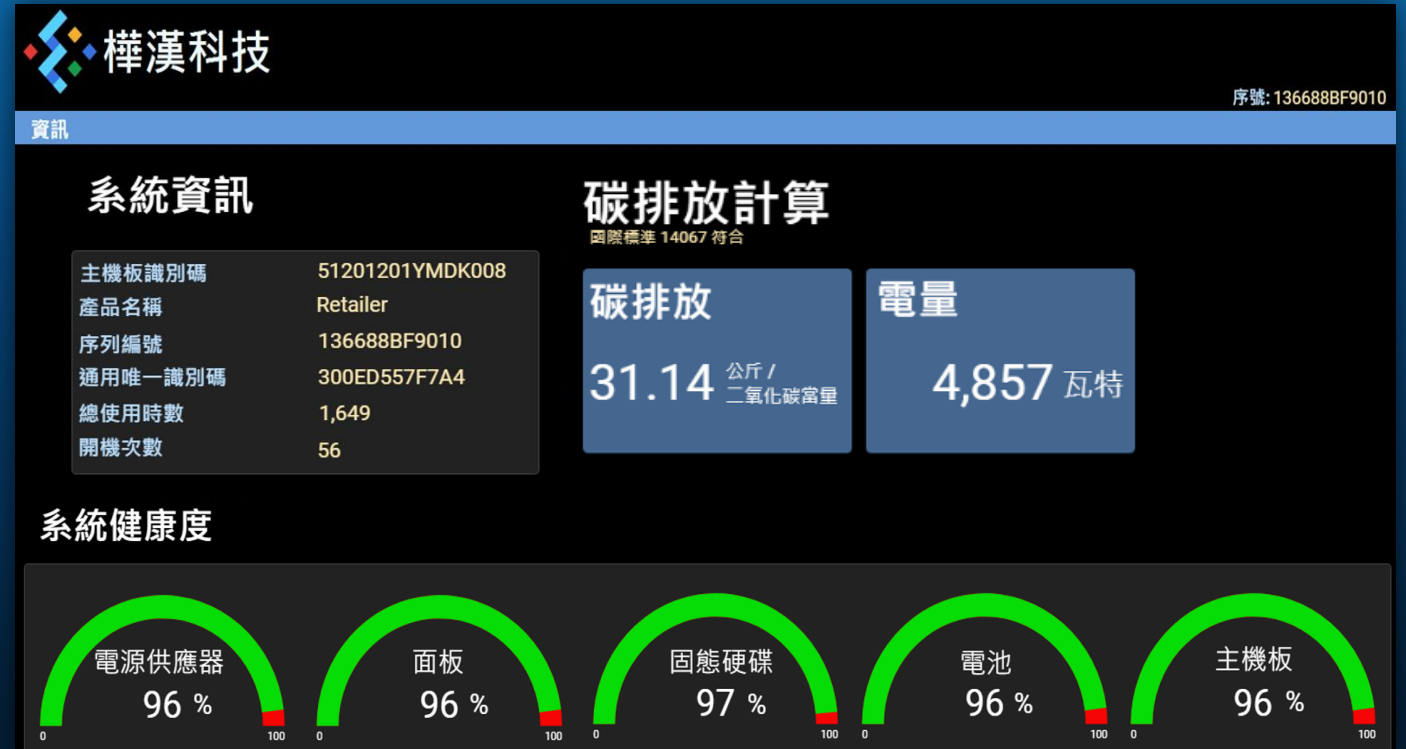 樺漢科技
序號: 136688BF9010
資訊
系統資訊
主機板識別碼 51201201YMDK008
產品名稱 Retailer
序列編號 136688BF9010
通用唯一識別碼 300ED557F7A4
總使用時數 1,649
開機次數 56
碳排放計算
國際標準 14067 符合
碳排放
31.14 公斤 /
二氧化碳當量
電量
4,857 瓦特
系統健康度
電源供應器
96 %
0 100
面板
96 %
0 100
固態硬碟
97 %
0 100
電池
96 %
0 100
主機板
96 %
0 100